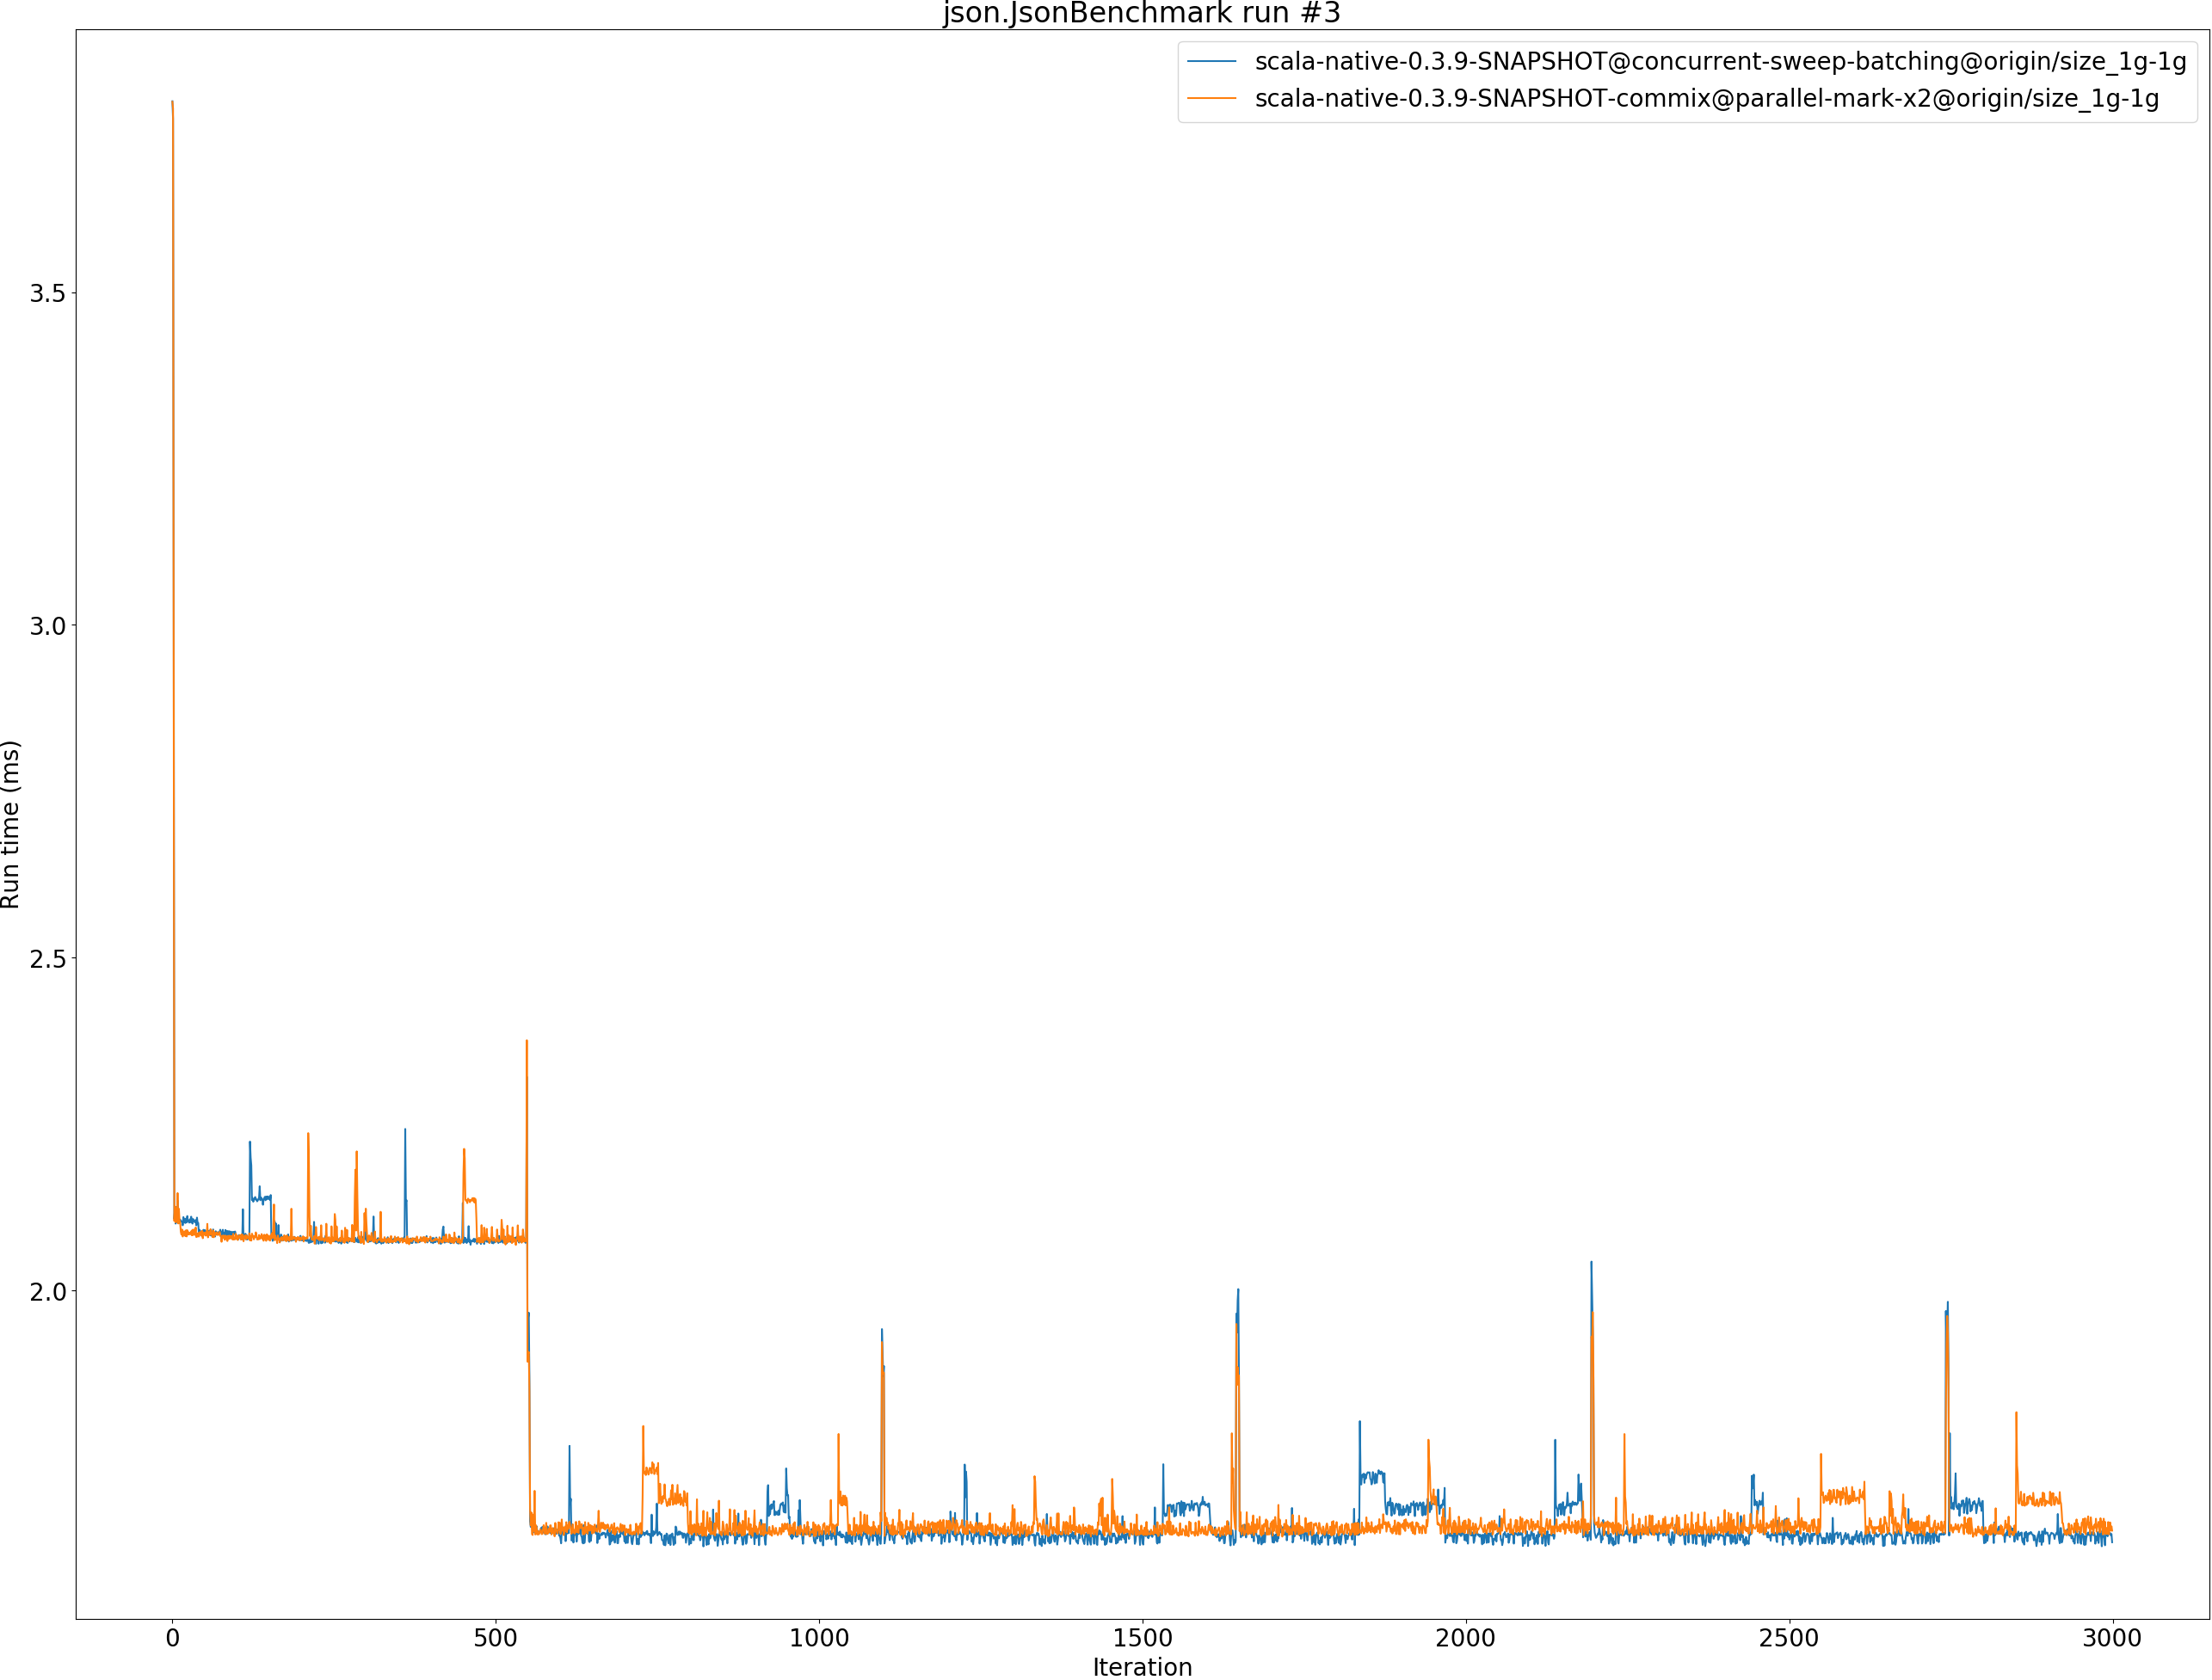 json.JsonBenchmark run #3
scala-native-0.3.9-SNAPSHOT@concurrent-sweep-batching@origin/size_1g-1g
scala-native-0.3.9-SNAPSHOT-commix@parallel-mark-x2@origin/size_1g-1g
3.5
3.0
2.5
2.0
Run time (ms)
0
500
1000
1500
2000
2500
3000
Iteration